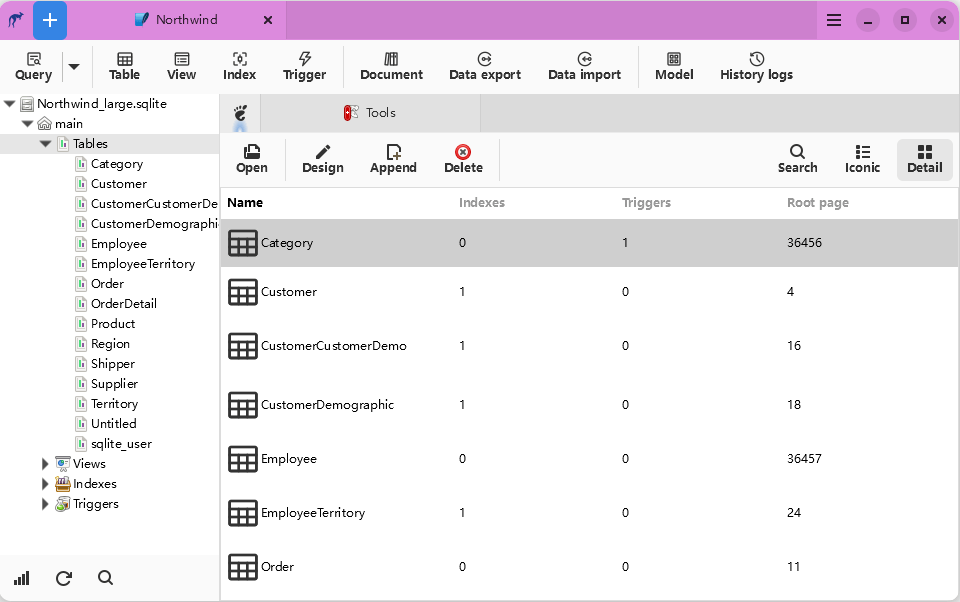 Northwind
Query Table View Index Trigger Document Data export Data import Model History logs
Northwind_large.sqlite
main
Tables
Category
Customer
CustomerCustomerDe
CustomerDemographi
Employee
EmployeeTerritory
Order
OrderDetail
Product
Region
Shipper
Supplier
Territory
Untitled
sqlite_user
Views
Indexes
Triggers
Tools
Open Design Append Delete Search Iconic Detail
Name Indexes Triggers Root page
Category 0 1 36456
Customer 1 0 4
CustomerCustomerDemo 1 0 16
CustomerDemographic 1 0 18
Employee 0 0 36457
EmployeeTerritory 1 0 24
Order 0 0 11